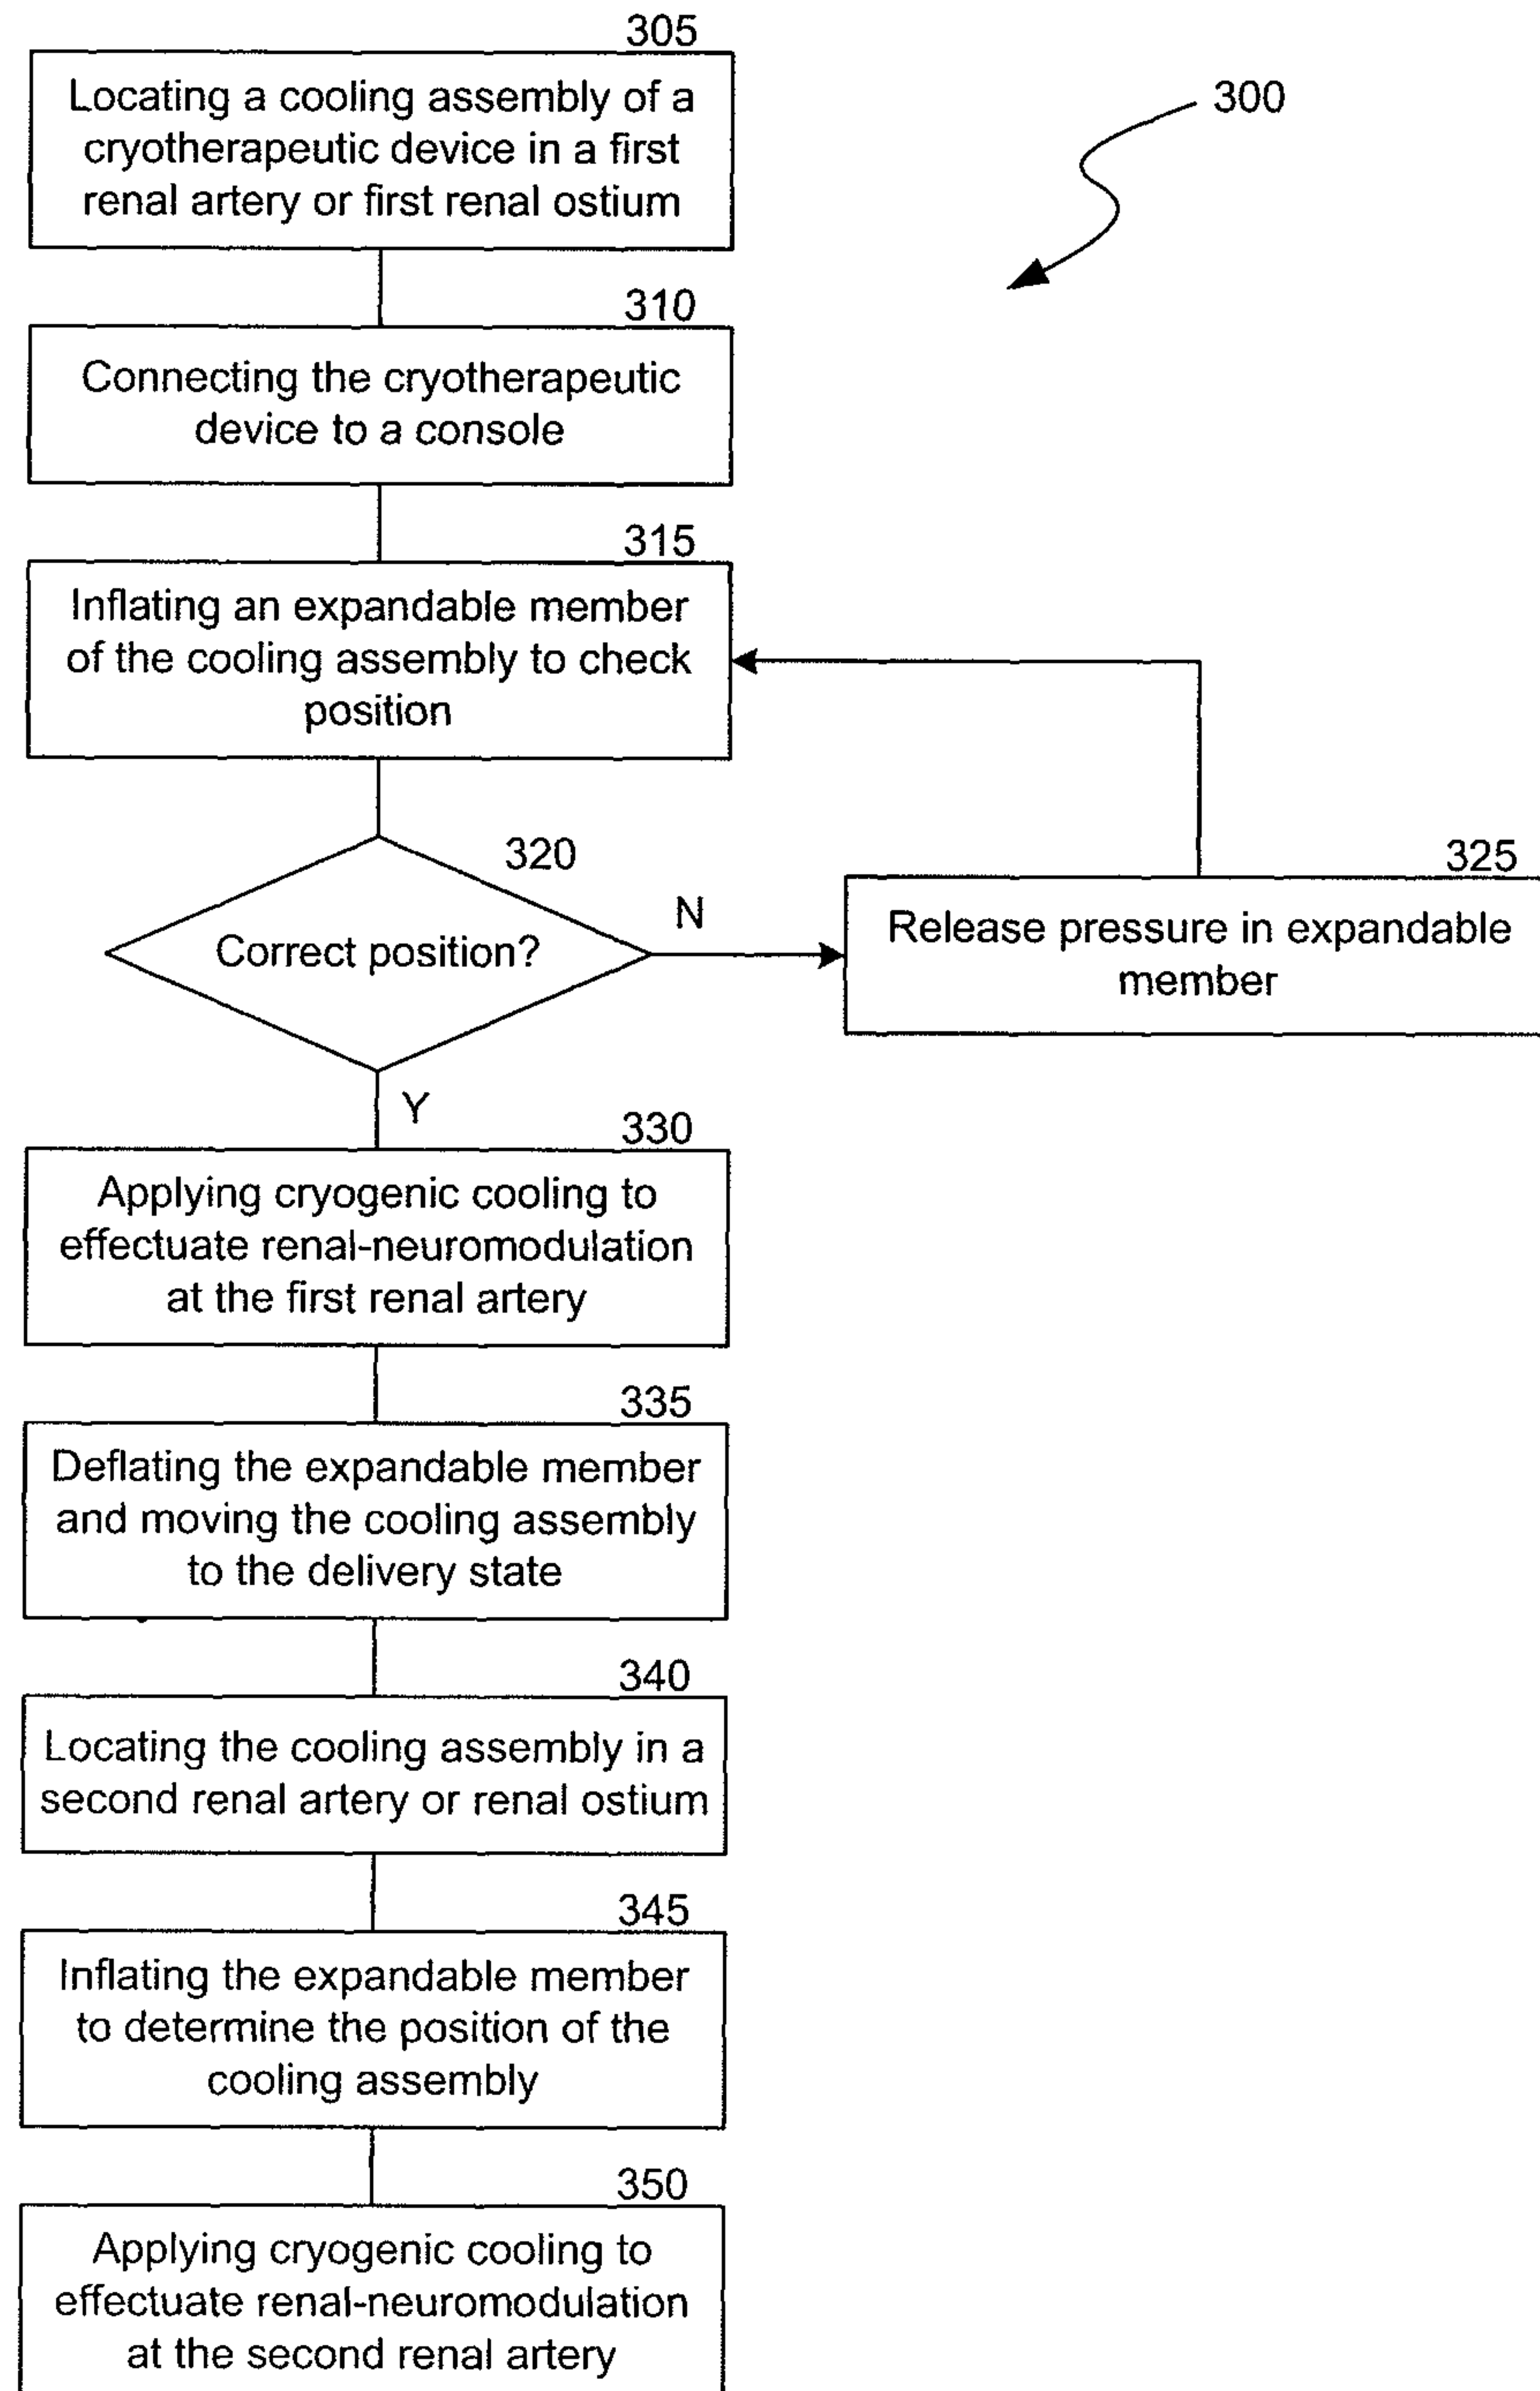 305
Locating a cooling assembly of a
cryotherapeutic device in a first
renal artery or first renal ostium
300
310
Connecting the cryotherapeutic
device to a console
315
Inflating an expandable member
of the cooling assembly to check
position
320
Correct position?
N
325
Release pressure in expandable
member
Y
330
Applying cryogenic cooling to
effectuate renal-neuromodulation
at the first renal artery
335
Deflating the expandable member
and moving the cooling assembly
to the delivery state
340
Locating the cooling assembly in a
second renal artery or renal ostium
345
Inflating the expandable member
to determine the position of the
cooling assembly
350
Applying cryogenic cooling to
effectuate renal-neuromodulation
at the second renal artery